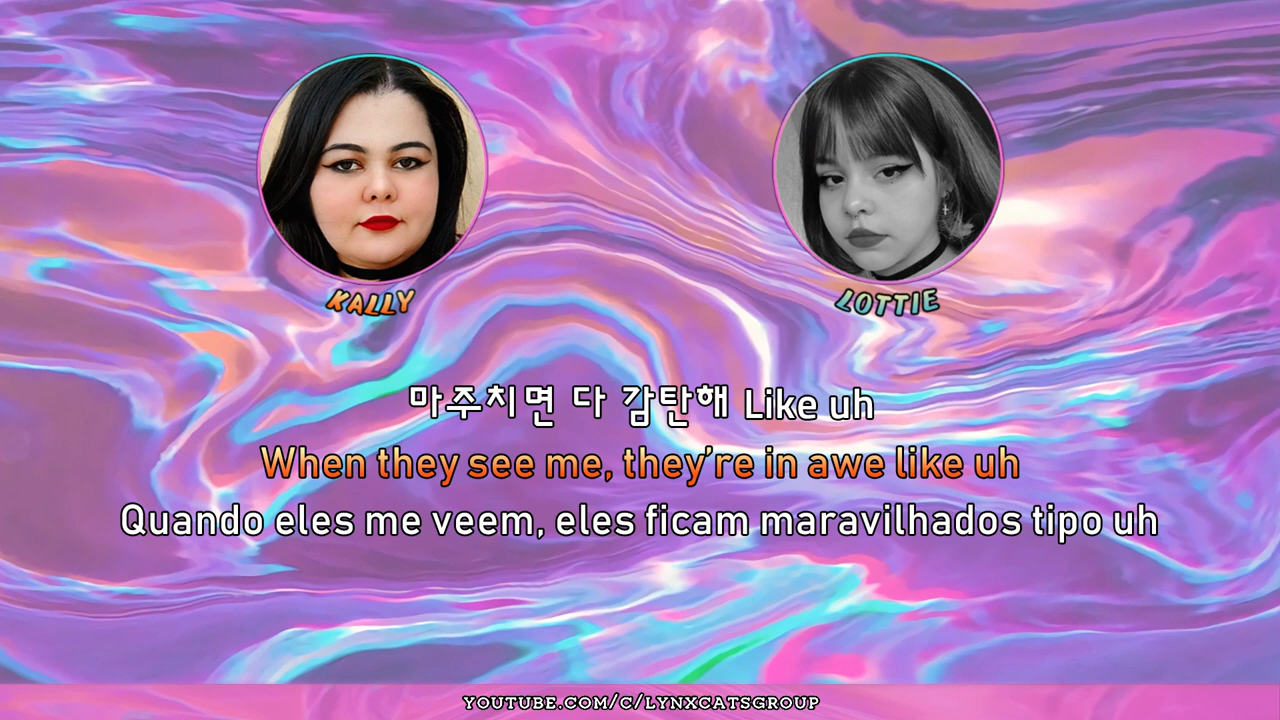 KALLY
LOTTIE
마주치면 다 감탄해 Like uh
When they see me, they’re in awe like uh
Quando eles me veem, eles ficam maravilhados tipo uh
YOUTUBE.COM/C/LYNXCATSGROUP